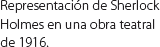 Representación de Sherlock
Holmes en una obra teatral
de 1916.